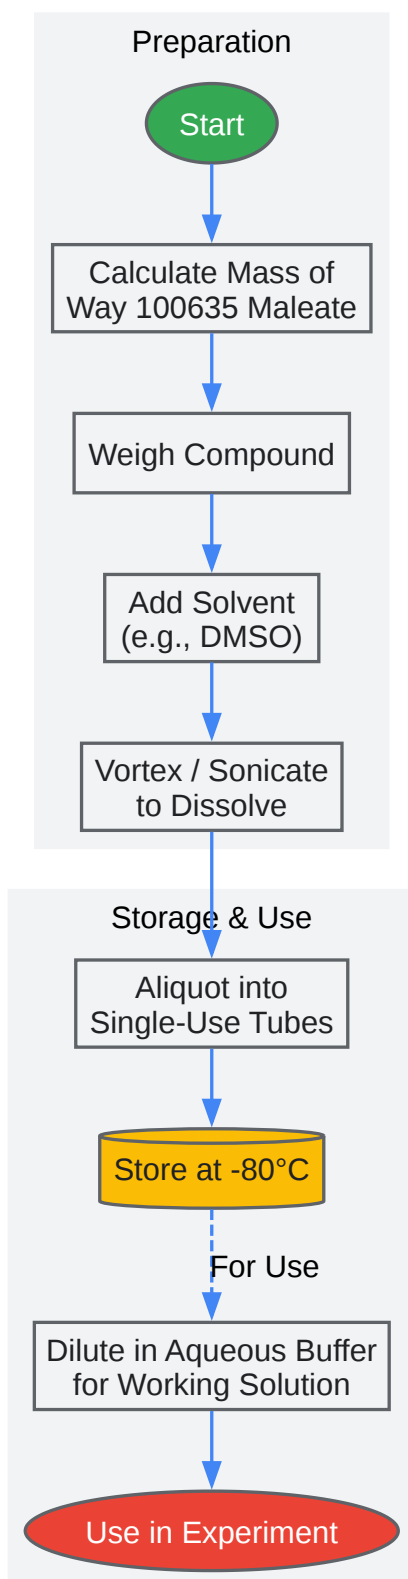 Preparation
Start
Calculate Mass of
Way 100635 Maleate
Weigh Compound
Add Solvent
(e.g., DMSO)
Vortex / Sonicate
to Dissolve
Storage & Use
Aliquot into
Single-Use Tubes
Store at -80°C
For Use
Dilute in Aqueous Buffer
for Working Solution
Use in Experiment